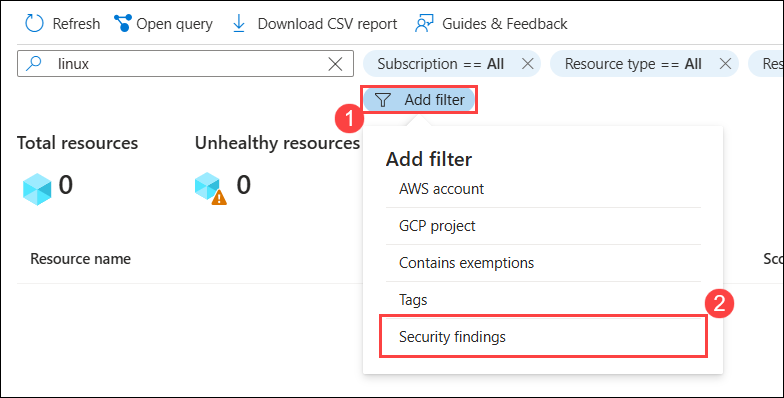 Refresh Open query Download CSV report Guides & Feedback
linux Subscription == All Resource type == All Res
1 Add filter
Total resources Unhealthy resources
0 0
Add filter
AWS account
GCP project
Resource name Contains exemptions Sco
Tags
2
Security findings